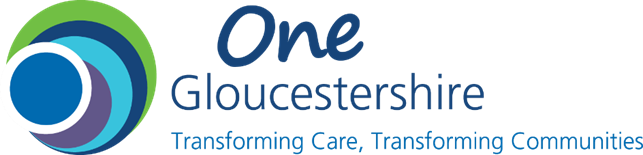 One
Gloucestershire
Transforming Care, Transforming Communities